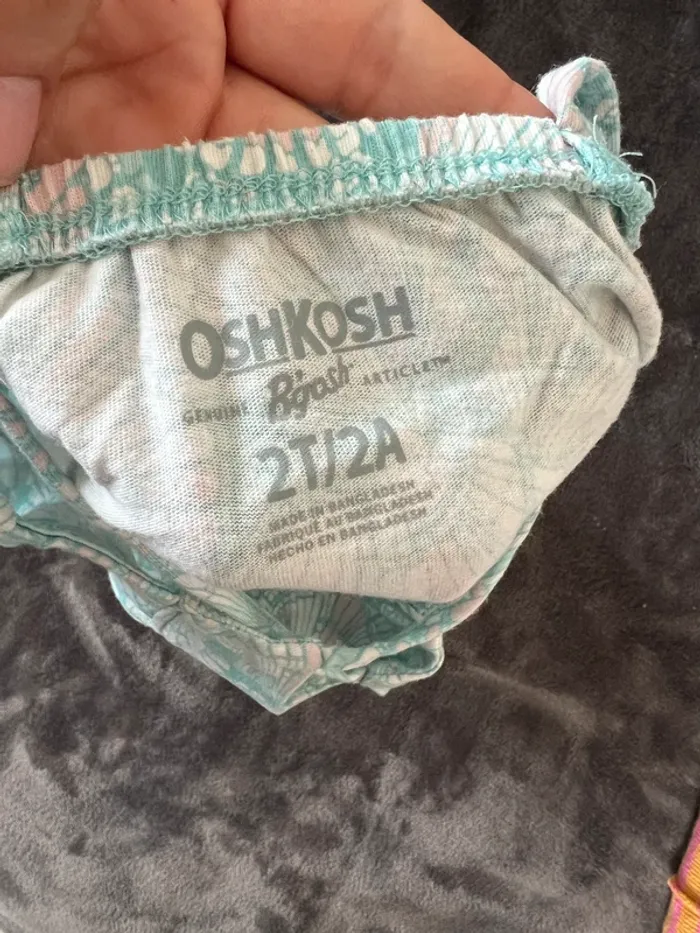 OSHKOSH
GENUINE B'gosh ARTICLE™
2T/2A
MADE IN BANGLADESH
FABRIQUÉ AU BANGLADESH
HECHO EN BANGLADESH